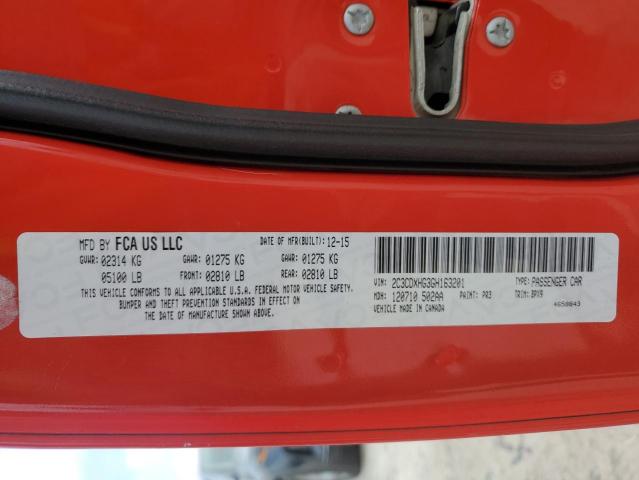 MFD BY FCA US LLC DATE OF MFR(BUILT): 12-15
GVWR: 02314 KG GAWR: 01275 KG GAWR: 01275 KG
05100 LB FRONT: 02810 LB REAR: 02810 LB
THIS VEHICLE CONFORMS TO ALL APPLICABLE U.S.A. FEDERAL MOTOR VEHICLE SAFETY,
BUMPER AND THEFT PREVENTION STANDARDS IN EFFECT ON
THE DATE OF MANUFACTURE SHOWN ABOVE.
VIN: 2C3CDXHG3GH163201 TYPE: PASSENGER CAR
MDH: 120710 502AA PAINT: PR3 TRIM: BPX9
VEHICLE MADE IN CANADA 4658843